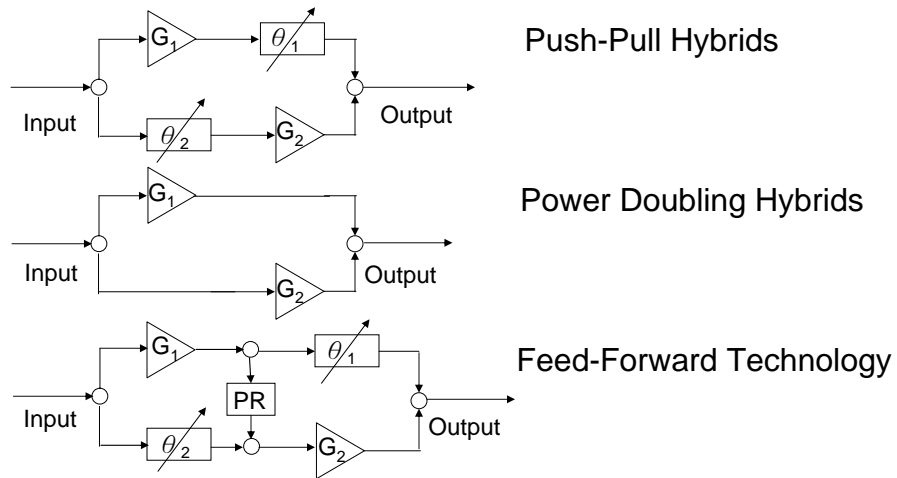 G1
θ1
Push-Pull Hybrids
Input
θ2
G2
Output
G1
Power Doubling Hybrids
Input
G2
Output
G1
θ1
Feed-Forward Technology
PR
Input
θ2
G2
Output